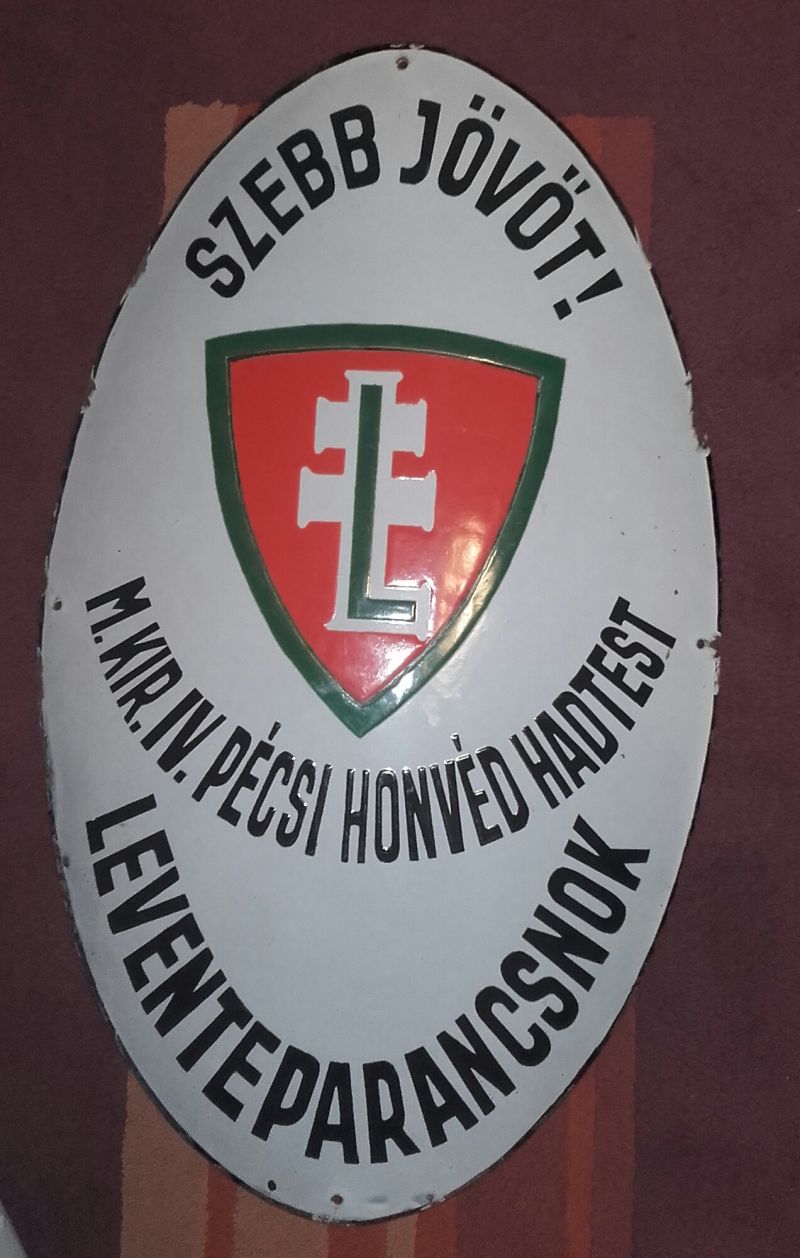 SZEBB JÖVŐT!
L
M. KIR. IV. PÉCSI HONVÉD HADTEST
LEVENTEPARANCSNOK